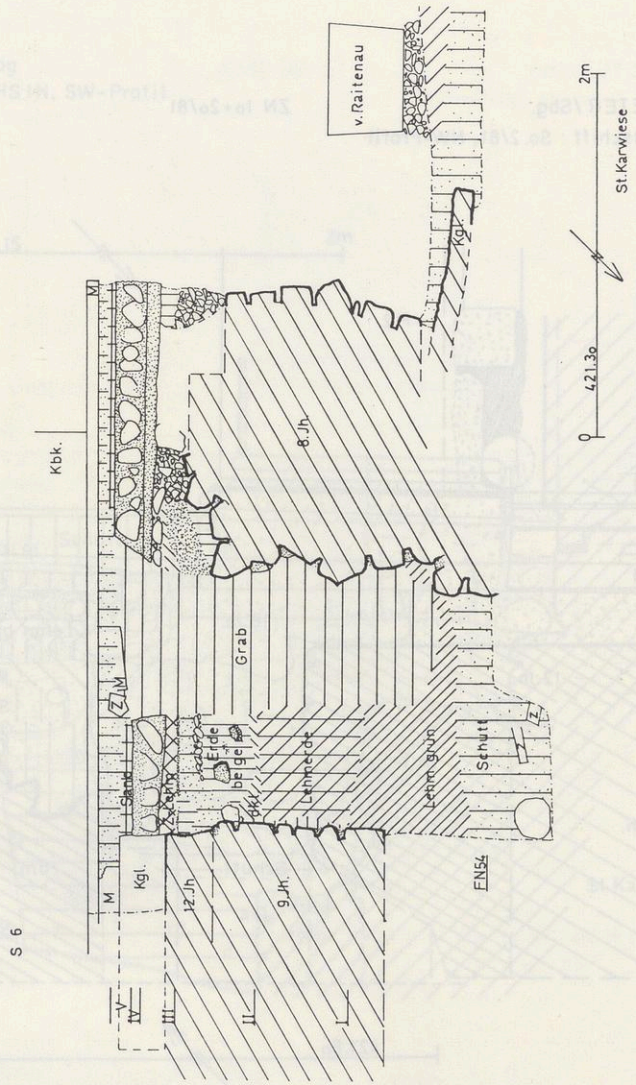 S 6
Kbk.
M
v. Raitenau
M
Kgl.
Sand
Z
M
Lehm
Erde
beige
dkl.
Grab
8. Jh.
12. Jh.
9. Jh.
Lehmerde
Lehm grün
Schutt
Z
Z
Kgl.
V
IV
III
II
I
FN54
0
421.3o
N
2m
St. Karwiese